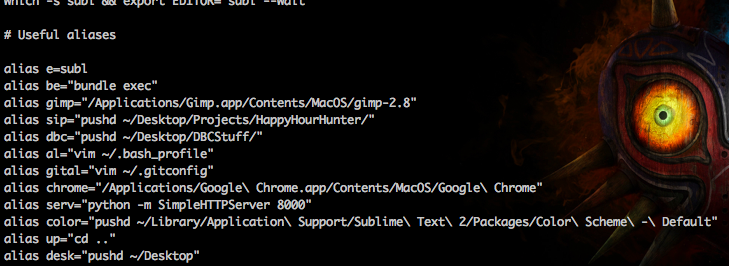 which -s subl && export EDITOR="subl --wait"
# Useful aliases
alias e=subl
alias be="bundle exec"
alias gimp="/Applications/Gimp.app/Contents/MacOS/gimp-2.8"
alias sip="pushd ~/Desktop/Projects/HappyHourHunter/"
alias dbc="pushd ~/Desktop/DBCStuff/"
alias al="vim ~/.bash_profile"
alias gital="vim ~/.gitconfig"
alias chrome="/Applications/Google\ Chrome.app/Contents/MacOS/Google\ Chrome"
alias serv="python -m SimpleHTTPServer 8000"
alias color="pushd ~/Library/Application\ Support/Sublime\ Text\ 2/Packages/Color\ Scheme\ -\ Default"
alias up="cd .."
alias desk="pushd ~/Desktop"